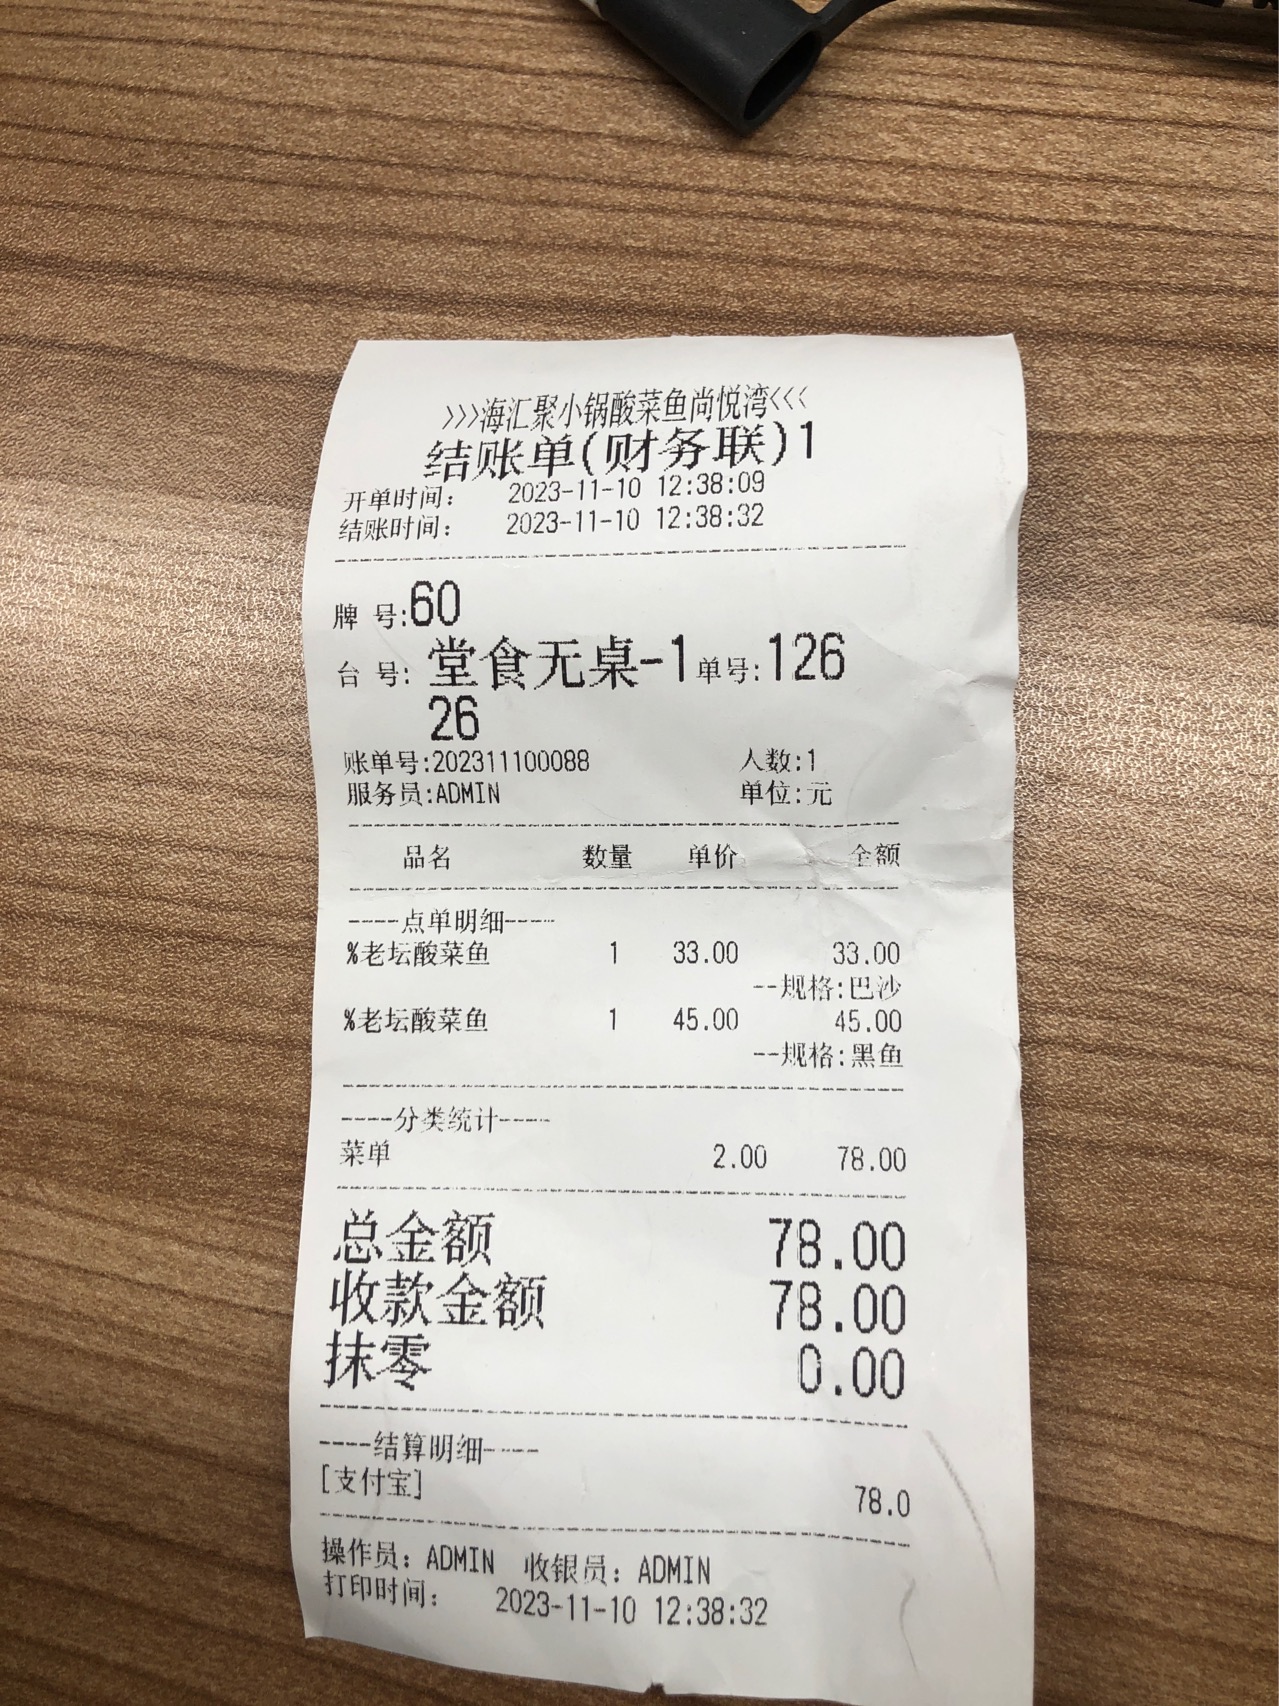 >>>海汇聚小锅酸菜鱼尚悦湾<<<
结账单(财务联)1
开单时间: 2023-11-10 12:38:09
结账时间: 2023-11-10 12:38:32
牌 号:60
台 号: 堂食无桌-1 单号:126
26
账单号:202311100088 人数:1
服务员:ADMIN 单位:元
品名 数量 单价 金额
----点单明细----
%老坛酸菜鱼 1 33.00 33.00
--规格:巴沙
%老坛酸菜鱼 1 45.00 45.00
--规格:黑鱼
----分类统计----
菜单 2.00 78.00
总金额 78.00
收款金额 78.00
抹零 0.00
----结算明细----
[支付宝] 78.0
操作员: ADMIN 收银员: ADMIN
打印时间: 2023-11-10 12:38:32